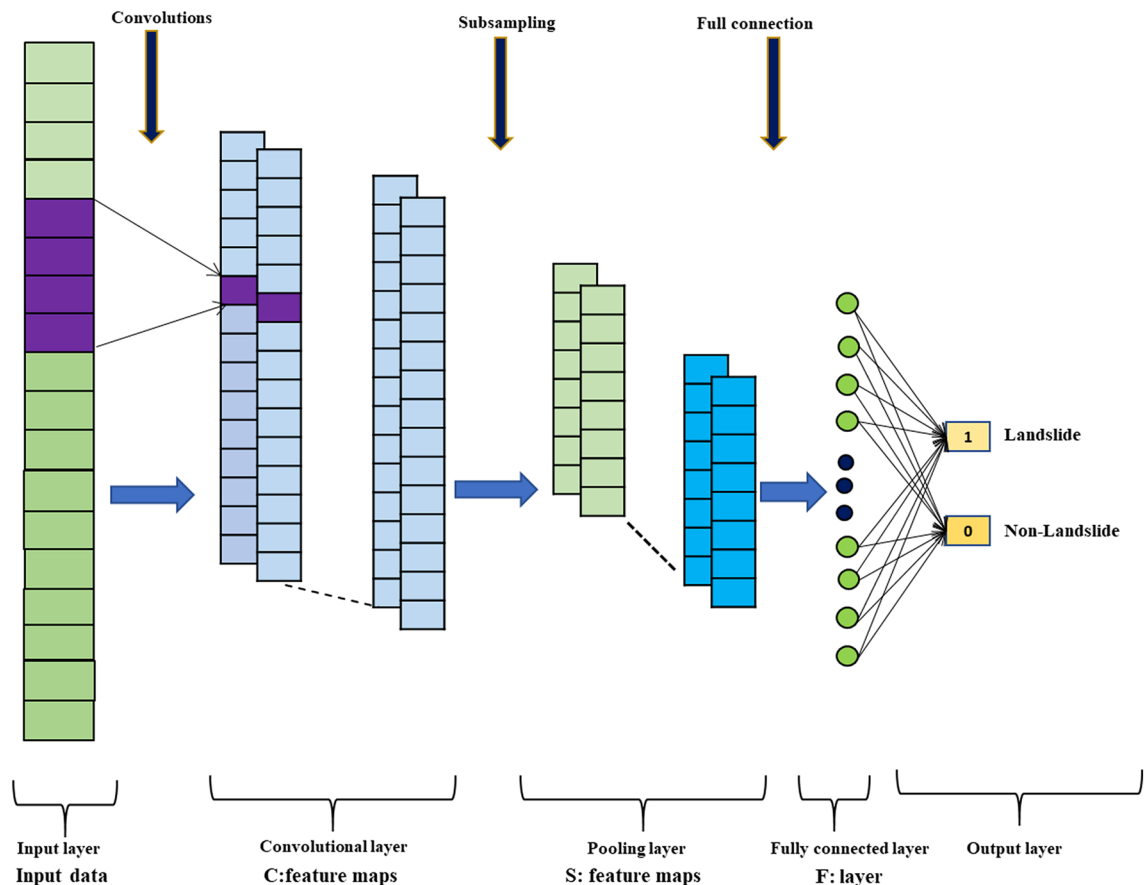 Convolutions
Subsampling
Full connection
1
Landslide
0
Non-Landslide
Input layer
Convolutional layer
Pooling layer
Fully connected layer
Output layer
Input data
C:feature maps
S: feature maps
F: layer